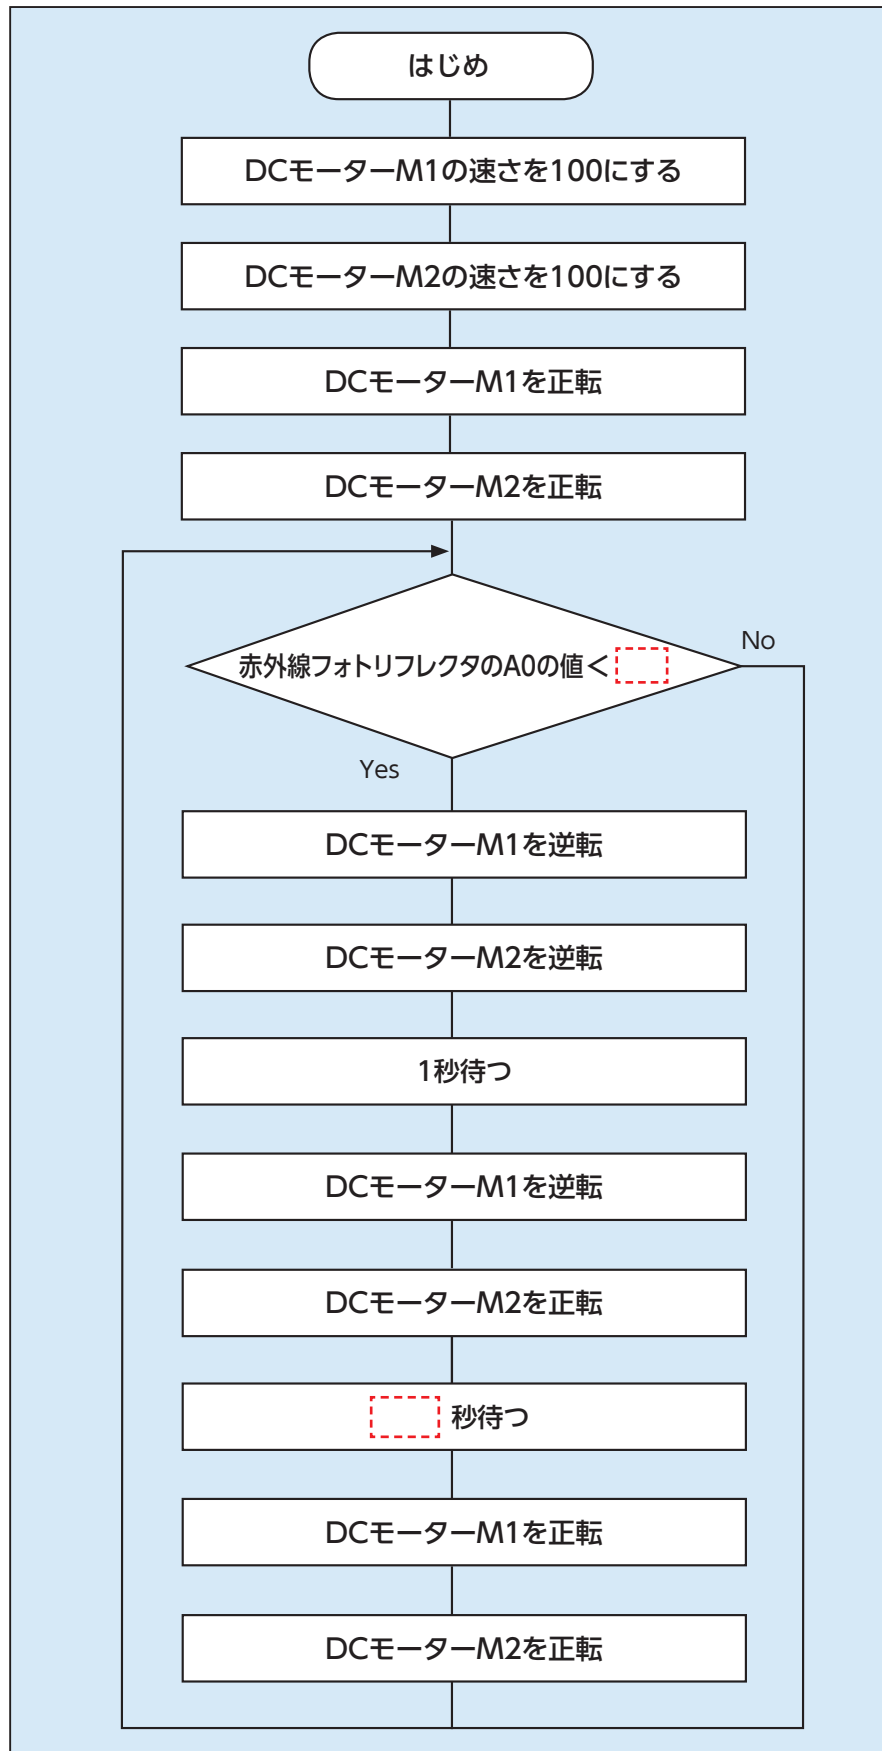 はじめ
DCモーターM1の速さを100にする
DCモーターM2の速さを100にする
DCモーターM1を正転
DCモーターM2を正転
赤外線フォトリフレクタのA0の値＜
No
Yes
DCモーターM1を逆転
DCモーターM2を逆転
1秒待つ
DCモーターM1を逆転
DCモーターM2を正転
秒待つ
DCモーターM1を正転
DCモーターM2を正転